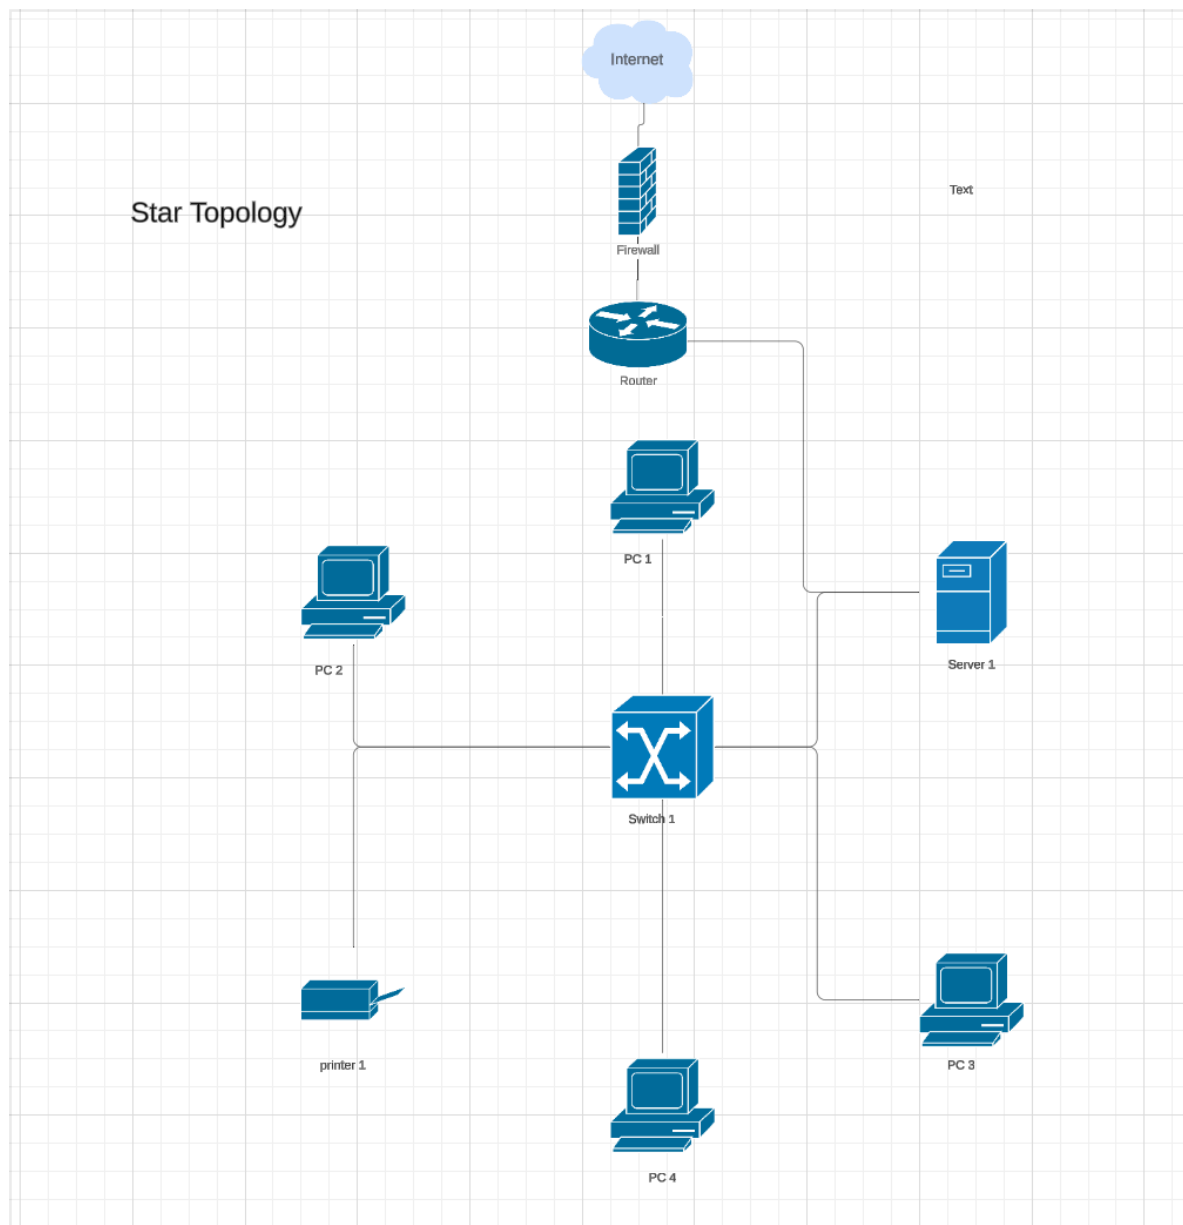 Internet
Text
Star Topology
Firewall
Router
PC 1
PC 2
Server 1
Switch 1
printer 1
PC 3
PC 4